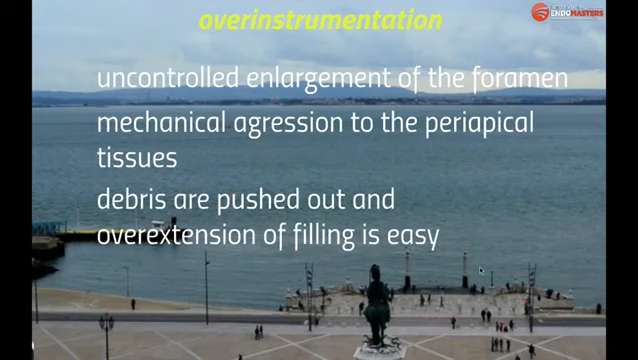 overinstrumentation
ENDOMASTERS
uncontrolled enlargement of the foramen
mechanical agression to the periapical
tissues
debris are pushed out and
overextension of filling is easy